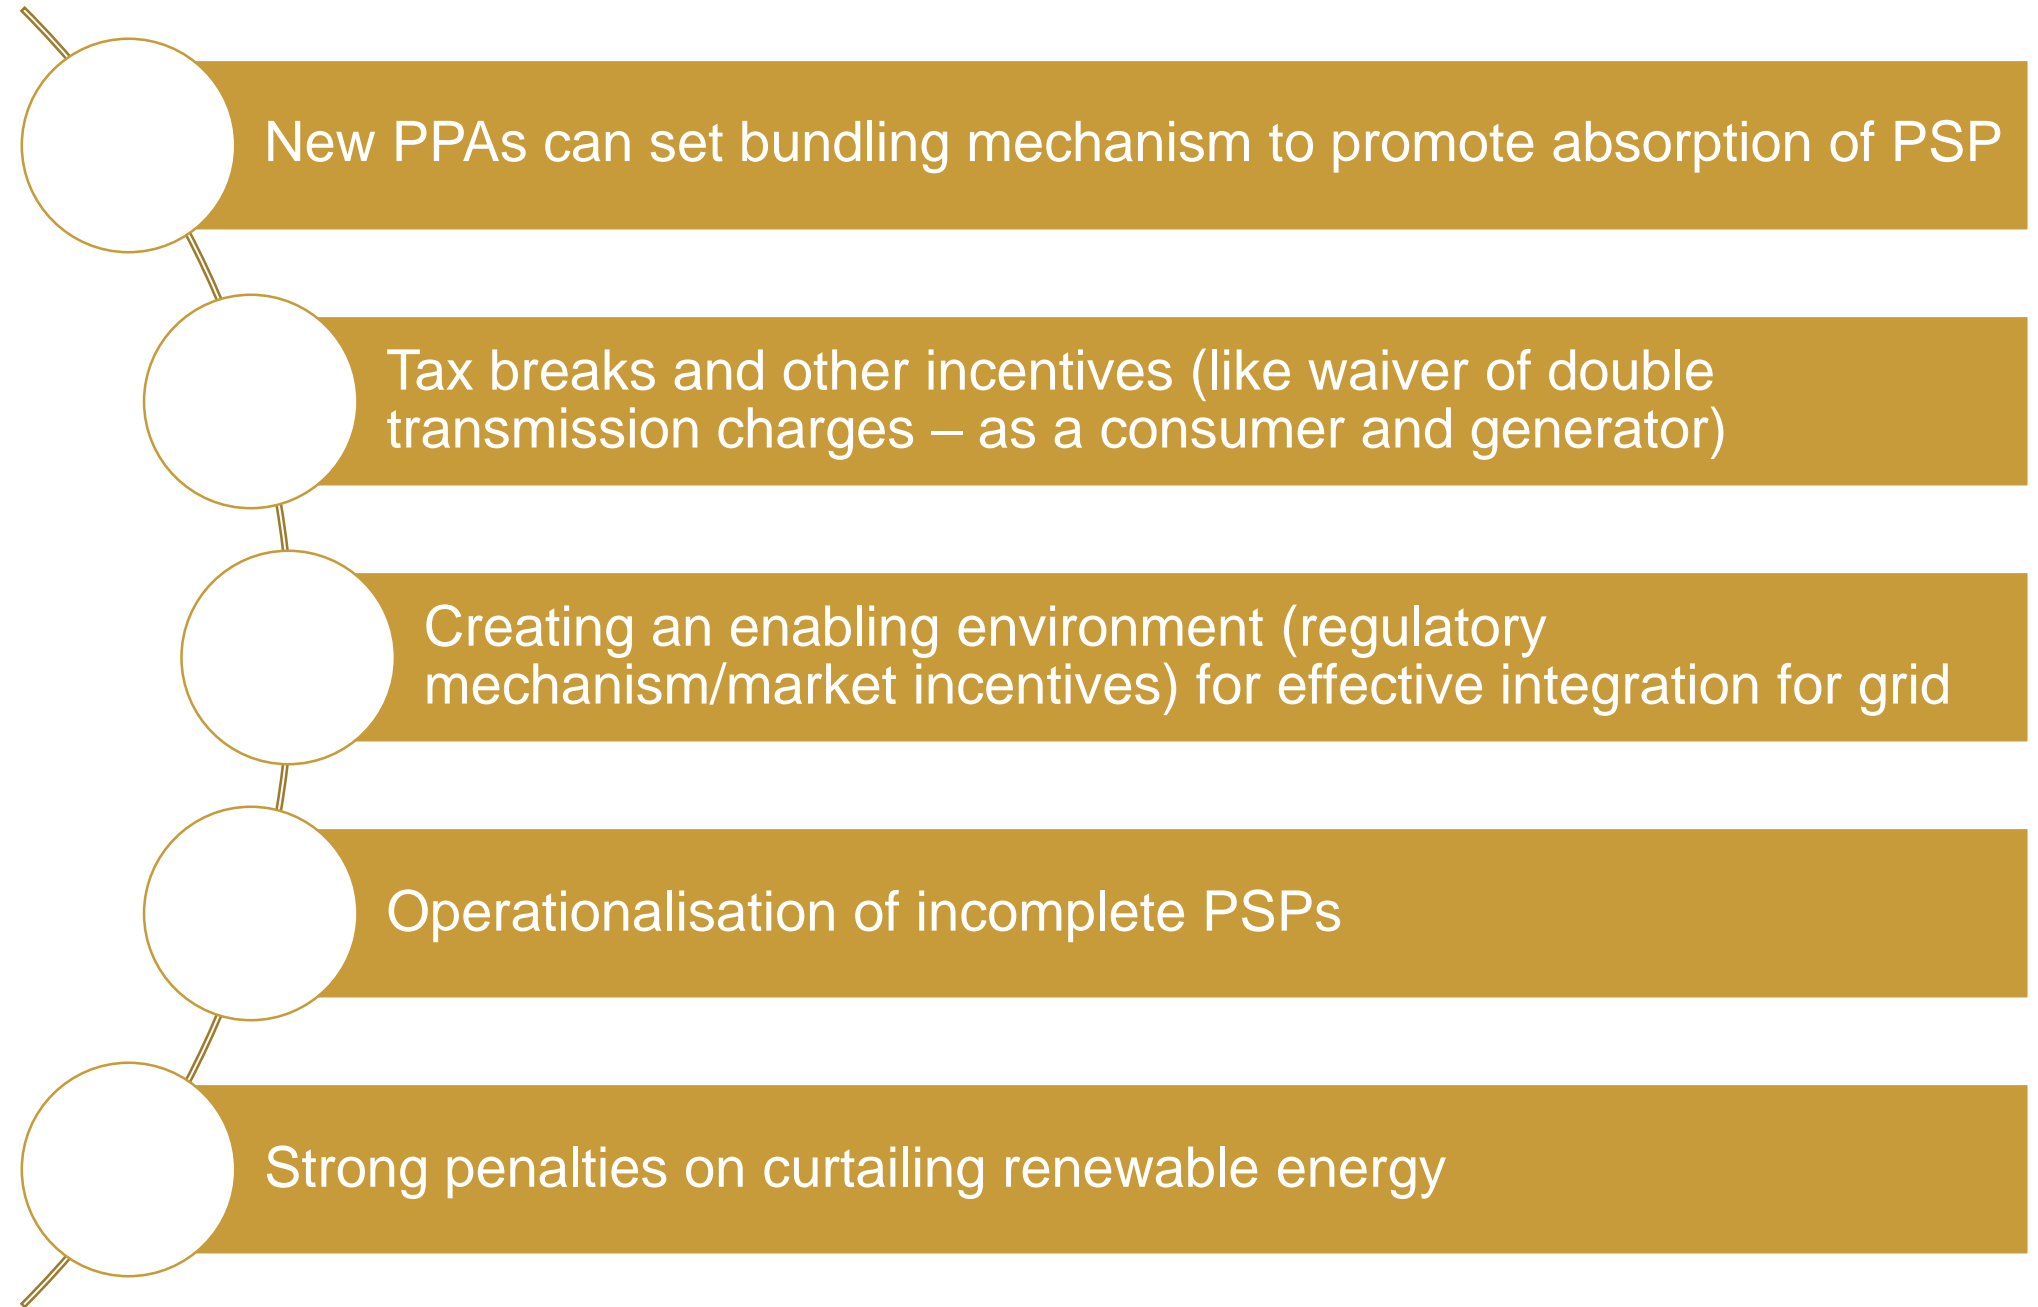 New PPAs can set bundling mechanism to promote absorption of PSP
Tax breaks and other incentives (like waiver of double
transmission charges – as a consumer and generator)
Creating an enabling environment (regulatory
mechanism/market incentives) for effective integration for grid
Operationalisation of incomplete PSPs
Strong penalties on curtailing renewable energy